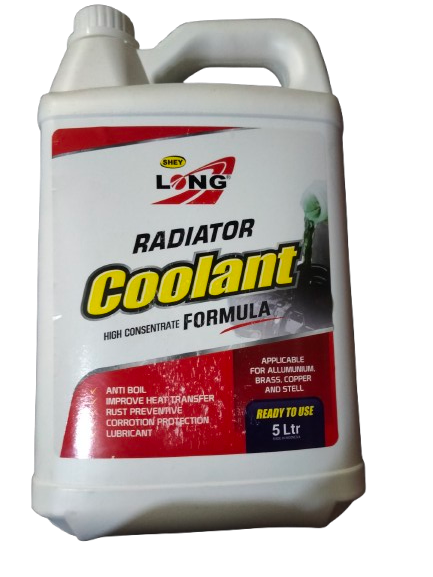 SHEY
LONG®
RADIATOR
Coolant
HIGH CONSENTRATE FORMULA
ANTI BOIL
IMPROVE HEAT TRANSFER
RUST PREVENTIVE
CORROTION PROTECTION
LUBRICANT
APPLICABLE
FOR ALLUMUNIUM,
BRASS, COPPER
AND STELL
READY TO USE
5 Ltr